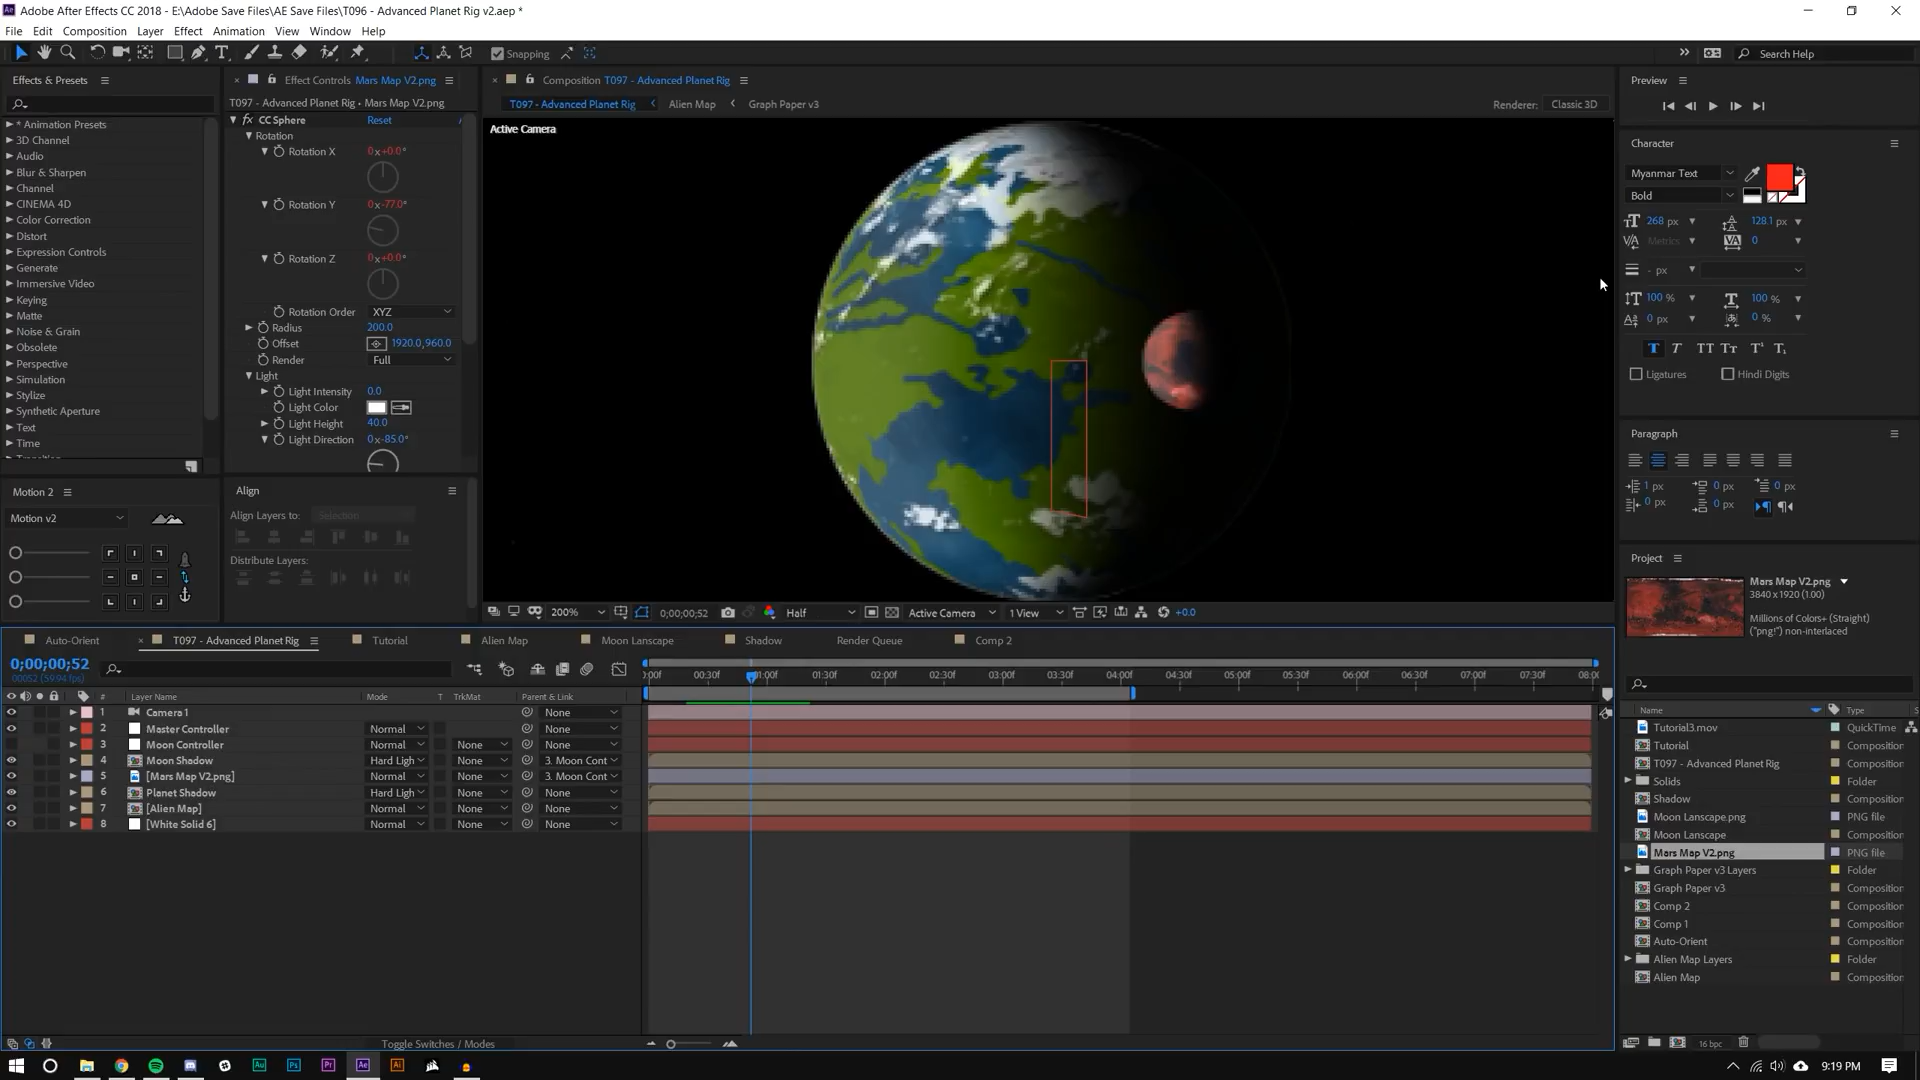 Adobe After Effects CC 2018 - E:\Adobe Save Files\AE Save Files\T096 - Advanced Planet Rig v2.aep *
File Edit Composition Layer Effect Animation View Window Help
Snapping
Search Help
Effects & Presets
* Animation Presets
3D Channel
Audio
Blur & Sharpen
Channel
CINEMA 4D
Color Correction
Distort
Expression Controls
Generate
Immersive Video
Keying
Matte
Noise & Grain
Obsolete
Perspective
Simulation
Stylize
Synthetic Aperture
Text
Time
Effect Controls Mars Map V2.png
T097 - Advanced Planet Rig • Mars Map V2.png
fx CC Sphere Reset
Rotation
Rotation X 0x+0.0°
Rotation Y 0x-77.0°
Rotation Z 0x+0.0°
Rotation Order XYZ
Radius 200.0
Offset 1920.0,960.0
Render Full
Light
Light Intensity 0.0
Light Color
Light Height 40.0
Light Direction 0x-85.0°
Motion 2
Motion v2
Align
Align Layers to: Selection
Distribute Layers:
Composition T097 - Advanced Planet Rig
T097 - Advanced Planet Rig Alien Map Graph Paper v3
Renderer: Classic 3D
Active Camera
200% 0;00;00;52 Half Active Camera 1 View +0.0
Preview
Character
Myanmar Text
Bold
268 px 128.1 px
Metrics 0
- px
100 % 100 %
0 px 0 %
Ligatures Hindi Digits
Paragraph
1 px 0 px 0 px
0 px 0 px
Project
Mars Map V2.png
3840 x 1920 (1.00)
Millions of Colors+ (Straight)
("png!") non-interlaced
Name Type
Tutorial3.mov QuickTime
Tutorial Composition
T097 - Advanced Planet Rig Composition
Solids Folder
Shadow Composition
Moon Lanscape.png PNG file
Moon Lanscape Composition
Mars Map V2.png PNG file
Graph Paper v3 Layers Folder
Graph Paper v3 Composition
Comp 2 Composition
Comp 1 Composition
Auto-Orient Composition
Alien Map Layers Folder
Alien Map Composition
16 bpc
Auto-Orient T097 - Advanced Planet Rig Tutorial Alien Map Moon Lanscape Shadow Render Queue Comp 2
0;00;00;52
00052 (59.94 fps)
:00f 00:30f 01:00f 01:30f 02:00f 02:30f 03:00f 03:30f 04:00f 04:30f 05:00f 05:30f 06:00f 06:30f 07:00f 07:30f 08:0
# Layer Name Mode T TrkMat Parent & Link
1 Camera 1 None
2 Master Controller Normal None
3 Moon Controller Normal None None
4 Moon Shadow Hard Ligh None 3. Moon Cont
5 [Mars Map V2.png] Normal None 3. Moon Cont
6 Planet Shadow Hard Ligh None None
7 [Alien Map] Normal None None
8 [White Solid 6] Normal None None
Toggle Switches / Modes
9:19 PM